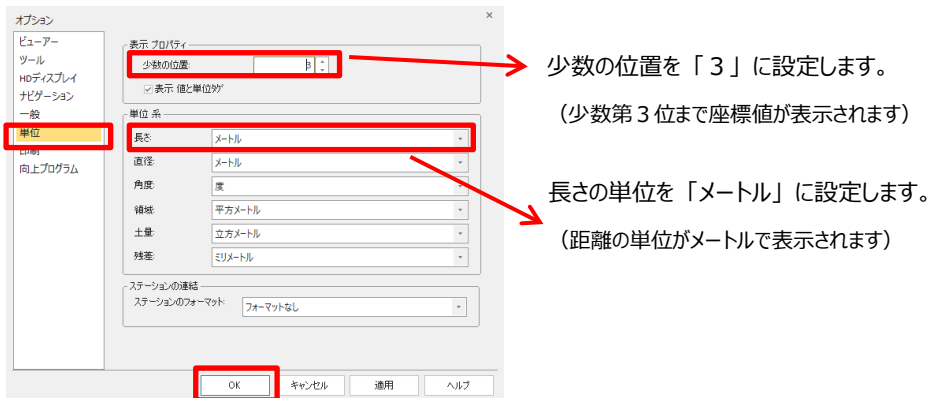 オプション
×
ビューアー
ツール
HDディスプレイ
ナビゲーション
一般
単位
印刷
向上プログラム
表示 プロパティ
少数の位置:
3
表示 値と単位タグ
単位 系
長さ:
メートル
直径:
メートル
角度:
度
領域:
平方メートル
土量:
立方メートル
残差:
ミリメートル
ステーションの連結
ステーションのフォーマット:
フォーマットなし
OK
キャンセル
適用
ヘルプ
少数の位置を「３」に設定します。
（少数第３位まで座標値が表示されます）
長さの単位を「メートル」に設定します。
（距離の単位がメートルで表示されます）